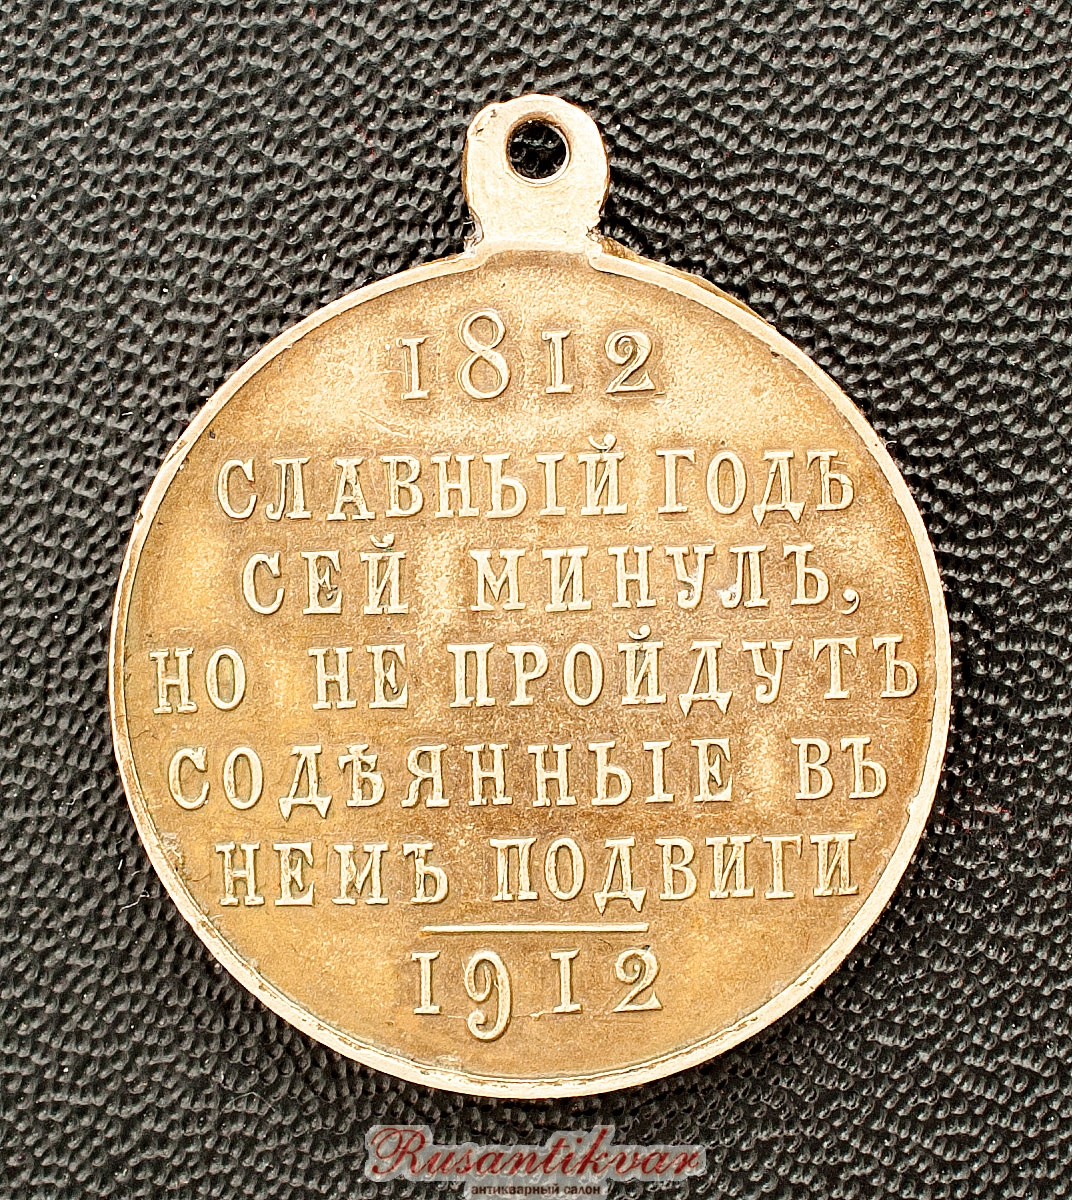 1812
СЛАВНЫЙ ГОДЪ
СЕЙ МИНУЛЪ,
НО НЕ ПРОЙДУТЪ
СОДѢЯННЫЕ ВЪ
НЕМЪ ПОДВИГИ
1912
Rusantikvar
антикварный салон